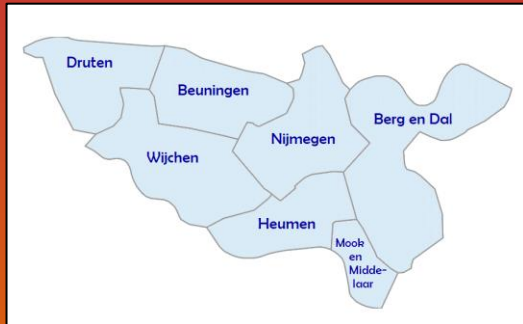 Druten
Beuningen
Berg en Dal
Nijmegen
Wijchen
Heumen
Mook
en
Midde-
laar